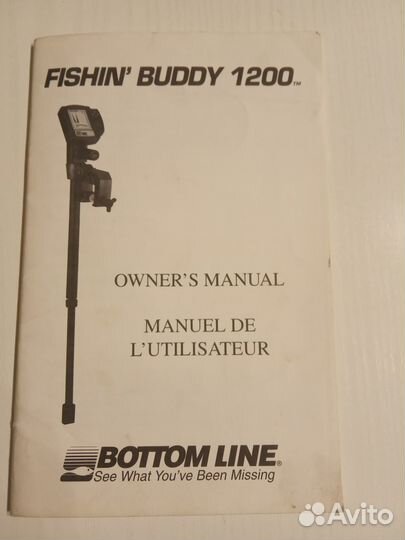 FISHIN' BUDDY 1200™
OWNER'S MANUAL
MANUEL DE
L'UTILISATEUR
BOTTOM LINE®
See What You've Been Missing
Avito